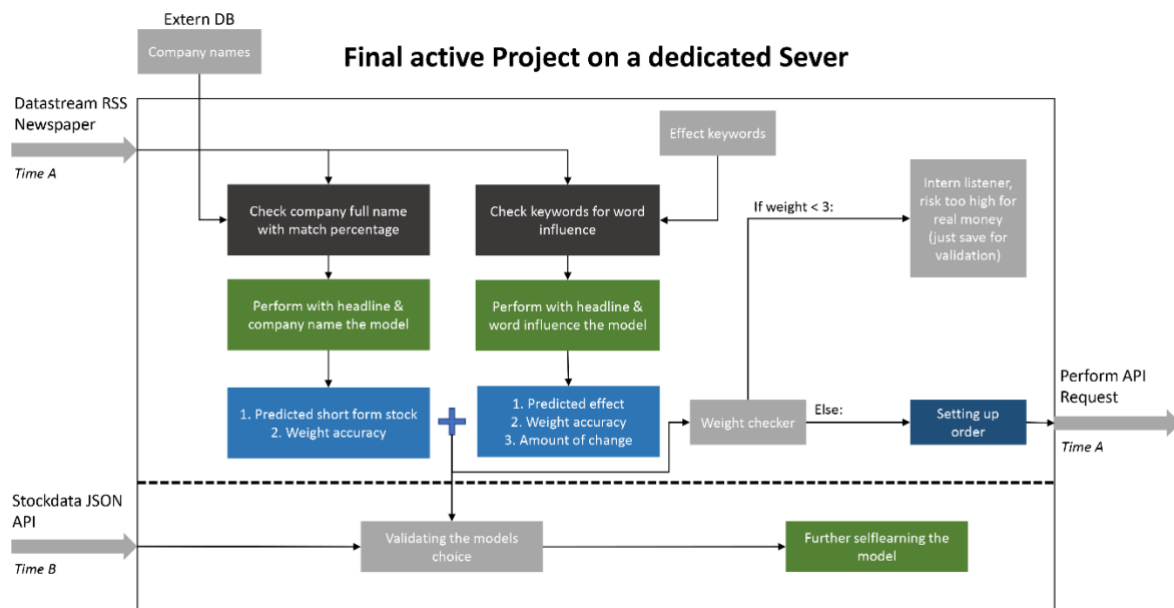 Extern DB
Company names
Final active Project on a dedicated Sever
Datastream RSS
Newspaper
Time A
Effect keywords
Check company full name
with match percentage
Check keywords for word
influence
If weight < 3:
Intern listener,
risk too high for
real money
(just save for
validation)
Perform with headline &
company name the model
Perform with headline &
word influence the model
1. Predicted short form stock
2. Weight accuracy
1. Predicted effect
2. Weight accuracy
3. Amount of change
Weight checker
Else:
Setting up
order
Perform API
Request
Time A
Stockdata JSON
API
Time B
Validating the models
choice
Further selflearning the
model